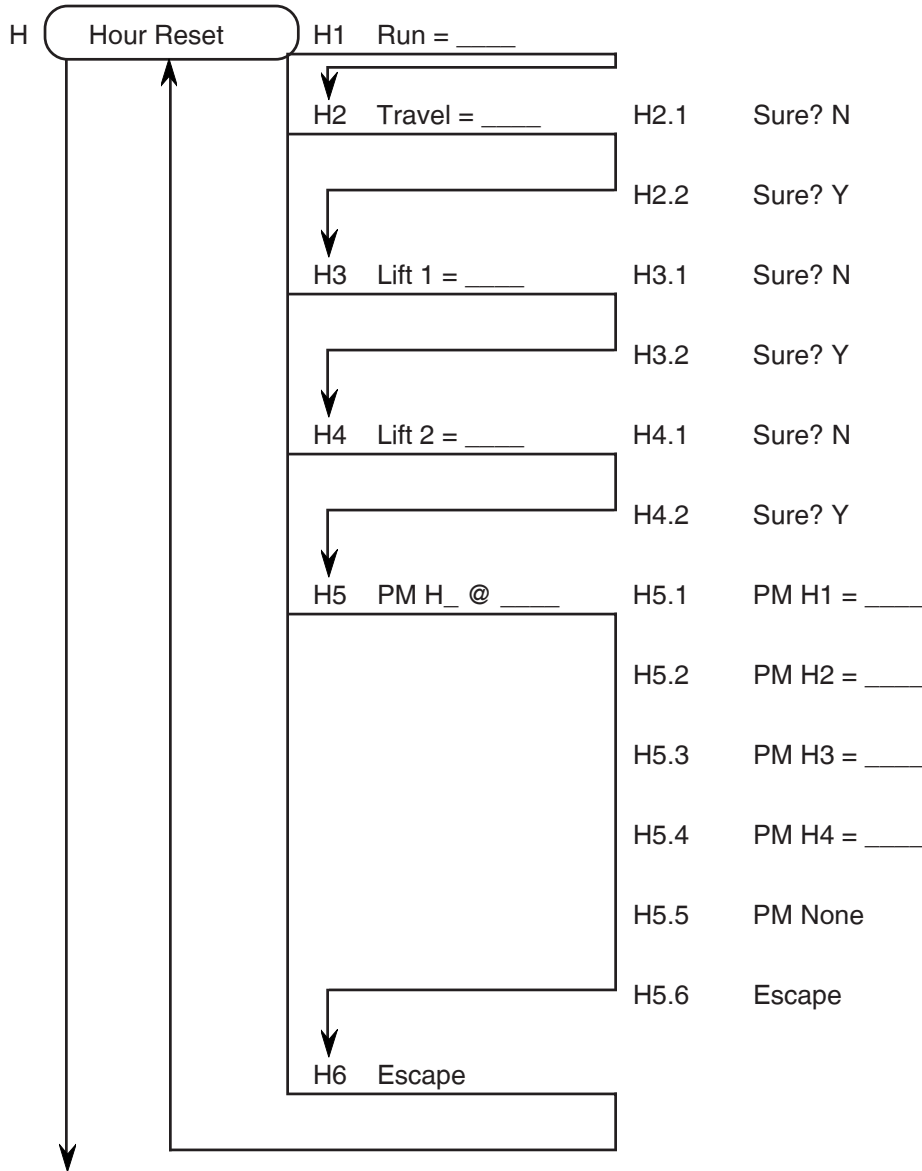 H Hour Reset H1 Run = ____
H2 Travel = ____ H2.1 Sure? N
H2.2 Sure? Y
H3 Lift 1 = ____ H3.1 Sure? N
H3.2 Sure? Y
H4 Lift 2 = ____ H4.1 Sure? N
H4.2 Sure? Y
H5 PM H_ @ ____ H5.1 PM H1 = ____
H5.2 PM H2 = ____
H5.3 PM H3 = ____
H5.4 PM H4 = ____
H5.5 PM None
H5.6 Escape
H6 Escape